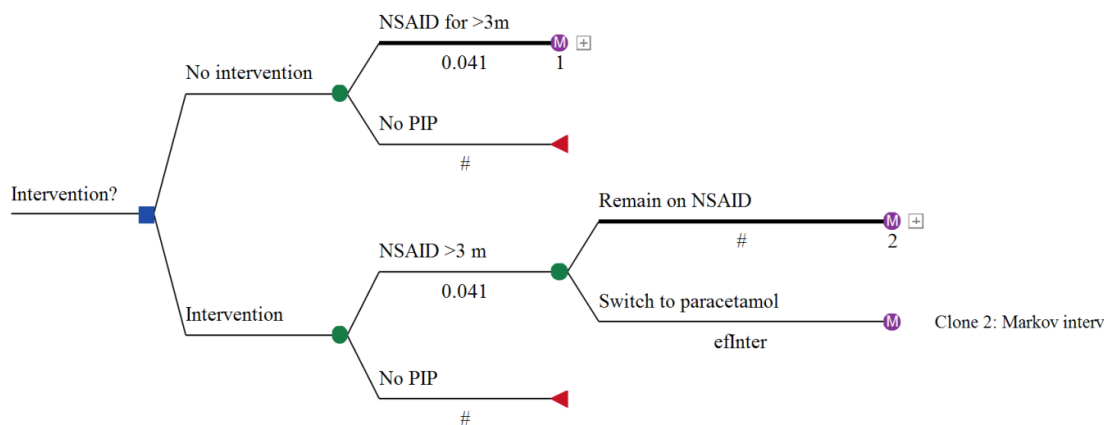 NSAID for >3m
M
0.041
1
No intervention
No PIP
#
Intervention?
Remain on NSAID
M
#
2
NSAID >3 m
0.041
Switch to paracetamol
M
Clone 2: Markov interv
efInter
Intervention
No PIP
#